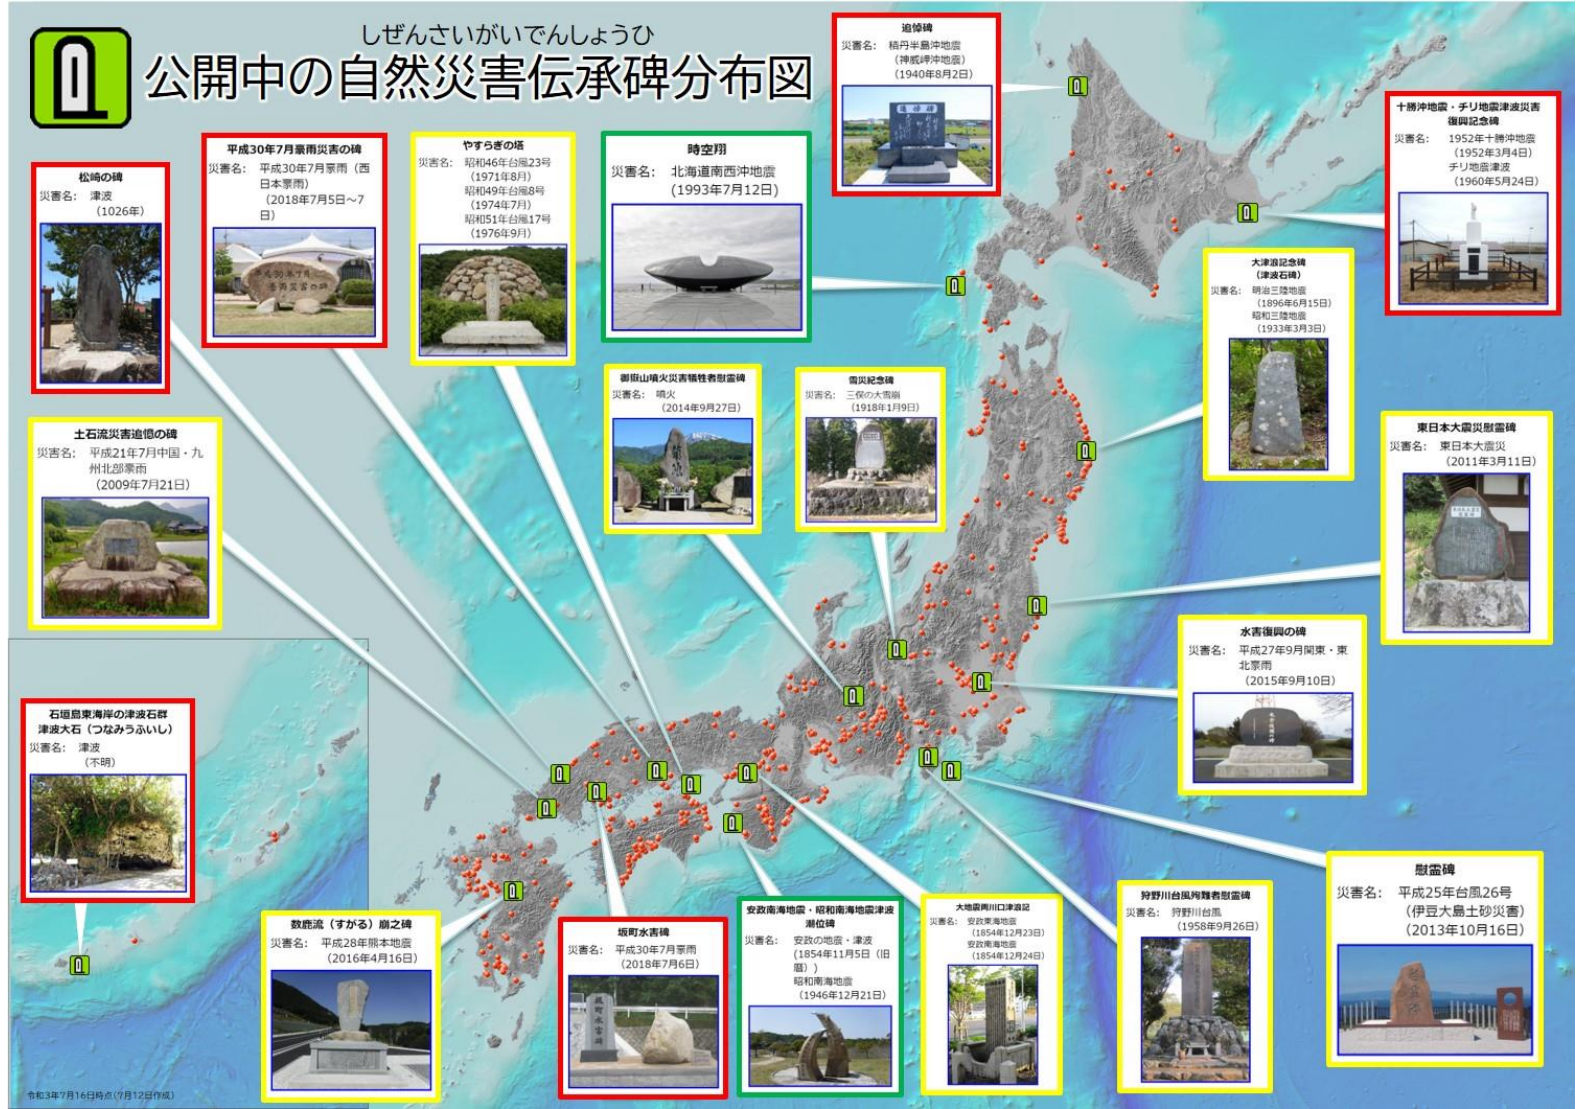 しぜんさいがいでんしょうひ
公開中の自然災害伝承碑分布図
追悼碑
災害名： 積丹半島沖地震
（神威岬沖地震）
（1940年8月2日）
十勝沖地震・チリ地震津波災害
復興記念碑
災害名： 1952年十勝沖地震
（1952年3月4日）
チリ地震津波
（1960年5月24日）
松崎の碑
災害名： 津波
（1026年）
平成30年7月豪雨災害の碑
災害名： 平成30年7月豪雨（西
日本豪雨）
（2018年7月5日～7
日）
平成30年7月
豪雨災害の碑
やすらぎの塔
災害名： 昭和46年台風23号
（1971年8月）
昭和49年台風8号
（1974年7月）
昭和51年台風17号
（1976年9月）
時空翔
災害名： 北海道南西沖地震
（1993年7月12日）
大津浪記念碑
（津波石碑）
災害名： 明治三陸地震
（1896年6月15日）
昭和三陸地震
（1933年3月3日）
御嶽山噴火災害犠牲者慰霊碑
災害名： 噴火
（2014年9月27日）
雪災紀念碑
災害名： 三俣の大雪崩
（1918年1月9日）
土石流災害追憶の碑
災害名： 平成21年7月中国・九
州北部豪雨
（2009年7月21日）
東日本大震災慰霊碑
災害名： 東日本大震災
（2011年3月11日）
水害復興の碑
災害名： 平成27年9月関東・東
北豪雨
（2015年9月10日）
石垣島東海岸の津波石群
津波大石（つなみうふいし）
災害名： 津波
（不明）
数鹿流（すがる）崩之碑
災害名： 平成28年熊本地震
（2016年4月16日）
坂町水害碑
災害名： 平成30年7月豪雨
（2018年7月6日）
坂町水害碑
安政南海地震・昭和南海地震津波
潮位碑
災害名： 安政の地震・津波
（1854年11月5日（旧
暦））
昭和南海地震
（1946年12月21日）
大地震両川口津浪記
災害名： 安政東海地震
（1854年12月23日）
安政南海地震
（1854年12月24日）
狩野川台風殉難者慰霊碑
災害名： 狩野川台風
（1958年9月26日）
慰霊碑
災害名： 平成25年台風26号
（伊豆大島土砂災害）
（2013年10月16日）
令和3年7月16日時点（7月12日作成）